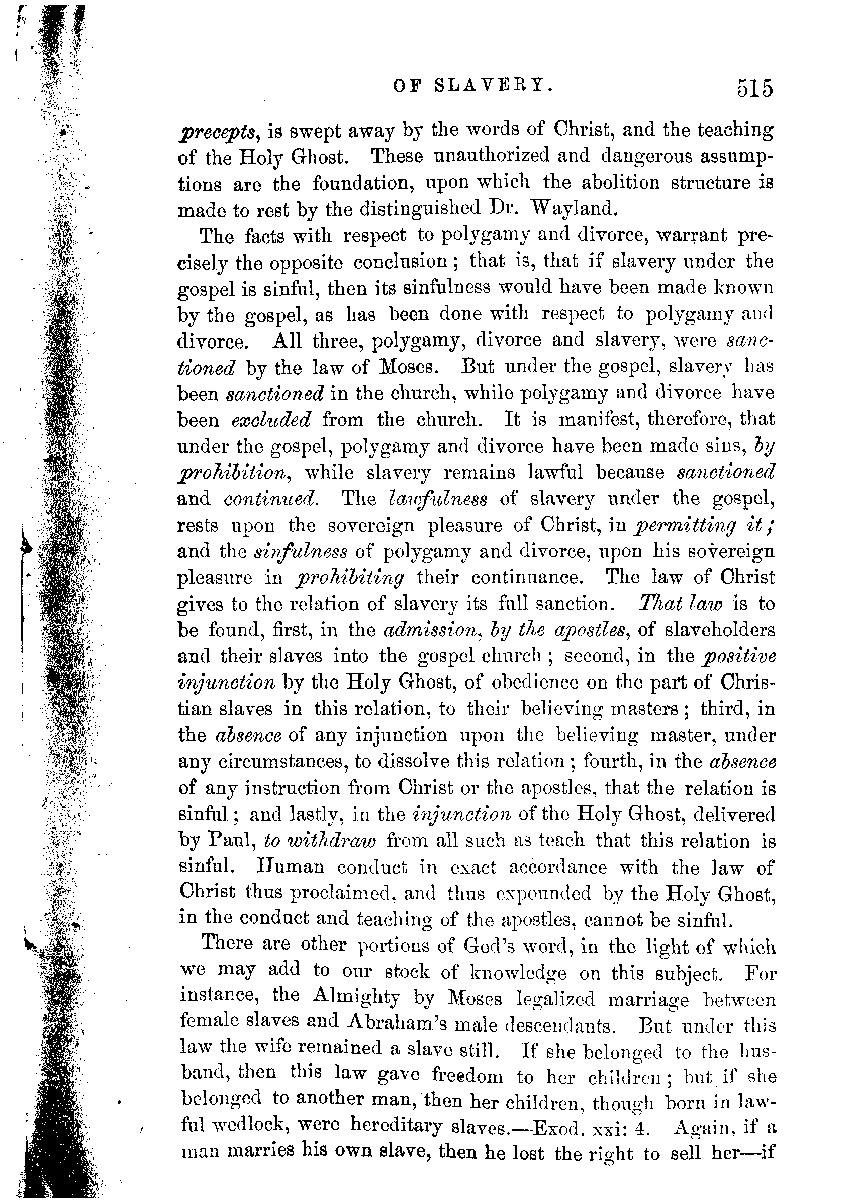 OF SLAVERY. 515
precepts, is swept away by the words of Christ, and the teaching
of the Holy Ghost. These unauthorized and dangerous assump-
tions are the foundation, upon which the abolition structure is
made to rest by the distinguished Dr. Wayland.
The facts with respect to polygamy and divorce, warrant pre-
cisely the opposite conclusion; that is, that if slavery under the
gospel is sinful, then its sinfulness would have been made known
by the gospel, as has been done with respect to polygamy and
divorce. All three, polygamy, divorce and slavery, were sanc-
tioned by the law of Moses. But under the gospel, slavery has
been sanctioned in the church, while polygamy and divorce have
been excluded from the church. It is manifest, therefore, that
under the gospel, polygamy and divorce have been made sins, by
prohibition, while slavery remains lawful because sanctioned
and continued. The lawfulness of slavery under the gospel,
rests upon the sovereign pleasure of Christ, in permitting it;
and the sinfulness of polygamy and divorce, upon his sovereign
pleasure in prohibiting their continuance. The law of Christ
gives to the relation of slavery its full sanction. That law is to
be found, first, in the admission, by the apostles, of slaveholders
and their slaves into the gospel church; second, in the positive
injunction by the Holy Ghost, of obedience on the part of Chris-
tian slaves in this relation, to their believing masters; third, in
the absence of any injunction upon the believing master, under
any circumstances, to dissolve this relation; fourth, in the absence
of any instruction from Christ or the apostles, that the relation is
sinful; and lastly, in the injunction of the Holy Ghost, delivered
by Paul, to withdraw from all such as teach that this relation is
sinful. Human conduct in exact accordance with the law of
Christ thus proclaimed, and thus expounded by the Holy Ghost,
in the conduct and teaching of the apostles, cannot be sinful.
There are other portions of God's word, in the light of which
we may add to our stock of knowledge on this subject. For
instance, the Almighty by Moses legalized marriage between
female slaves and Abraham's male descendants. But under this
law the wife remained a slave still. If she belonged to the hus-
band, then this law gave freedom to her children; but if she
belonged to another man, then her children, though born in law-
ful wedlock, were hereditary slaves.—Exod. xxi: 4. Again, if a
man marries his own slave, then he lost the right to sell her—if